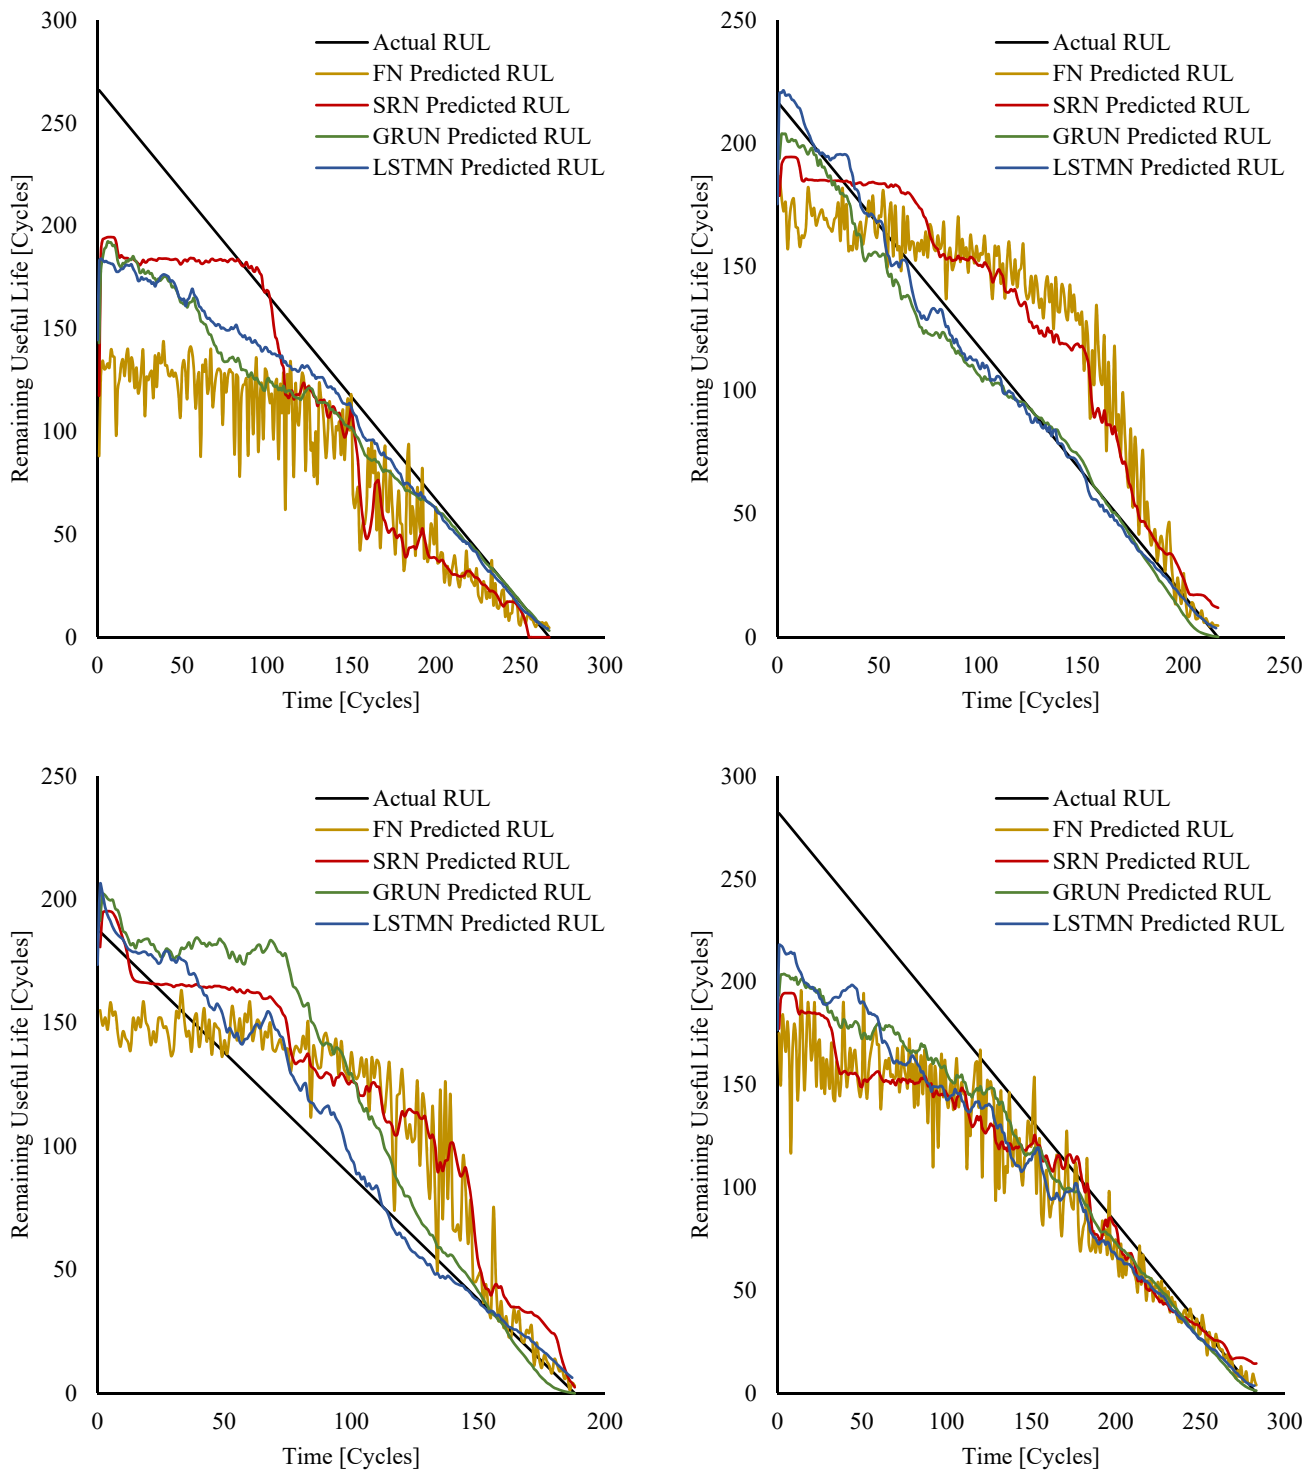 300
250
200
150
100
50
0
Remaining Useful Life [Cycles]
Actual RUL
FN Predicted RUL
SRN Predicted RUL
GRUN Predicted RUL
LSTMN Predicted RUL
0 50 100 150 200 250 300
Time [Cycles]
250
200
150
100
50
0
Remaining Useful Life [Cycles]
Actual RUL
FN Predicted RUL
SRN Predicted RUL
GRUN Predicted RUL
LSTMN Predicted RUL
0 50 100 150 200 250
Time [Cycles]
250
200
150
100
50
0
Remaining Useful Life [Cycles]
Actual RUL
FN Predicted RUL
SRN Predicted RUL
GRUN Predicted RUL
LSTMN Predicted RUL
0 50 100 150 200
Time [Cycles]
300
250
200
150
100
50
0
Remaining Useful Life [Cycles]
Actual RUL
FN Predicted RUL
SRN Predicted RUL
GRUN Predicted RUL
LSTMN Predicted RUL
0 50 100 150 200 250 300
Time [Cycles]